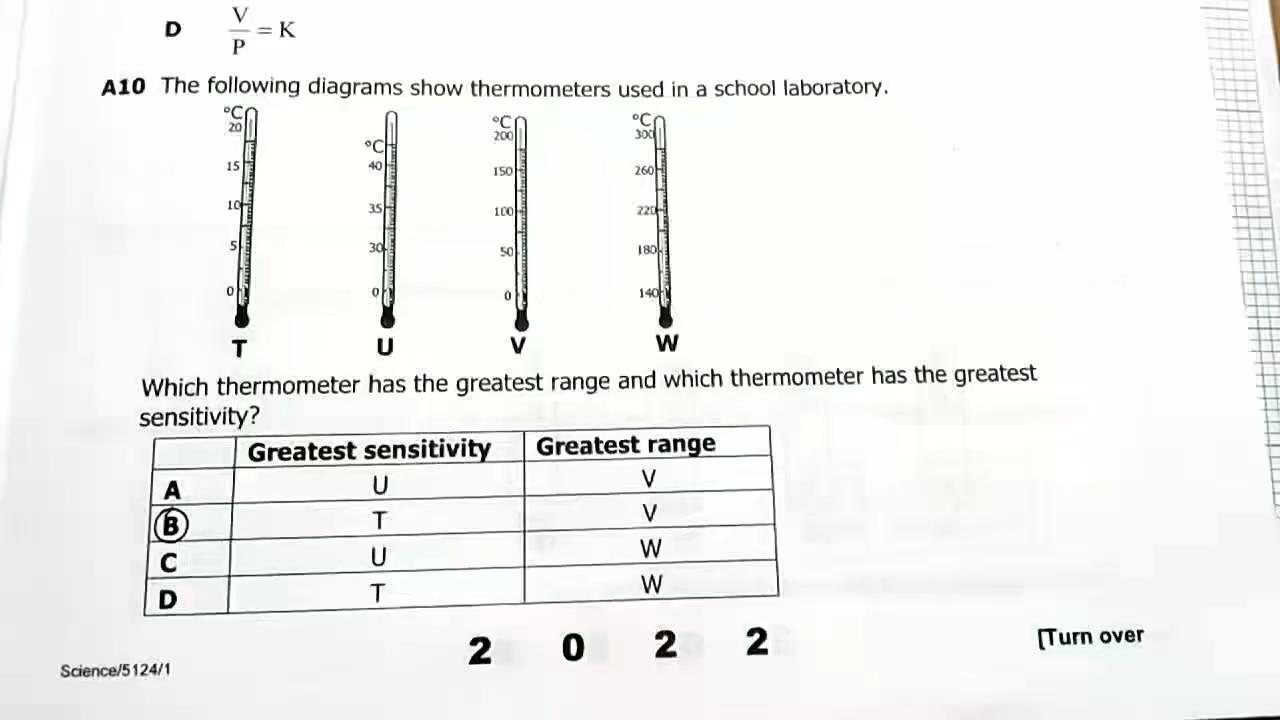 D V/P = K
A10 The following diagrams show thermometers used in a school laboratory.
°C °C °C °C
20 40 200 300
15 35 150 260
10 30 100 220
5 0 50 180
0 0 140
T U V W
Which thermometer has the greatest range and which thermometer has the greatest
sensitivity?
Greatest sensitivity Greatest range
A U V
B T V
C U W
D T W
2 0 2 2
[Turn over
Science/5124/1